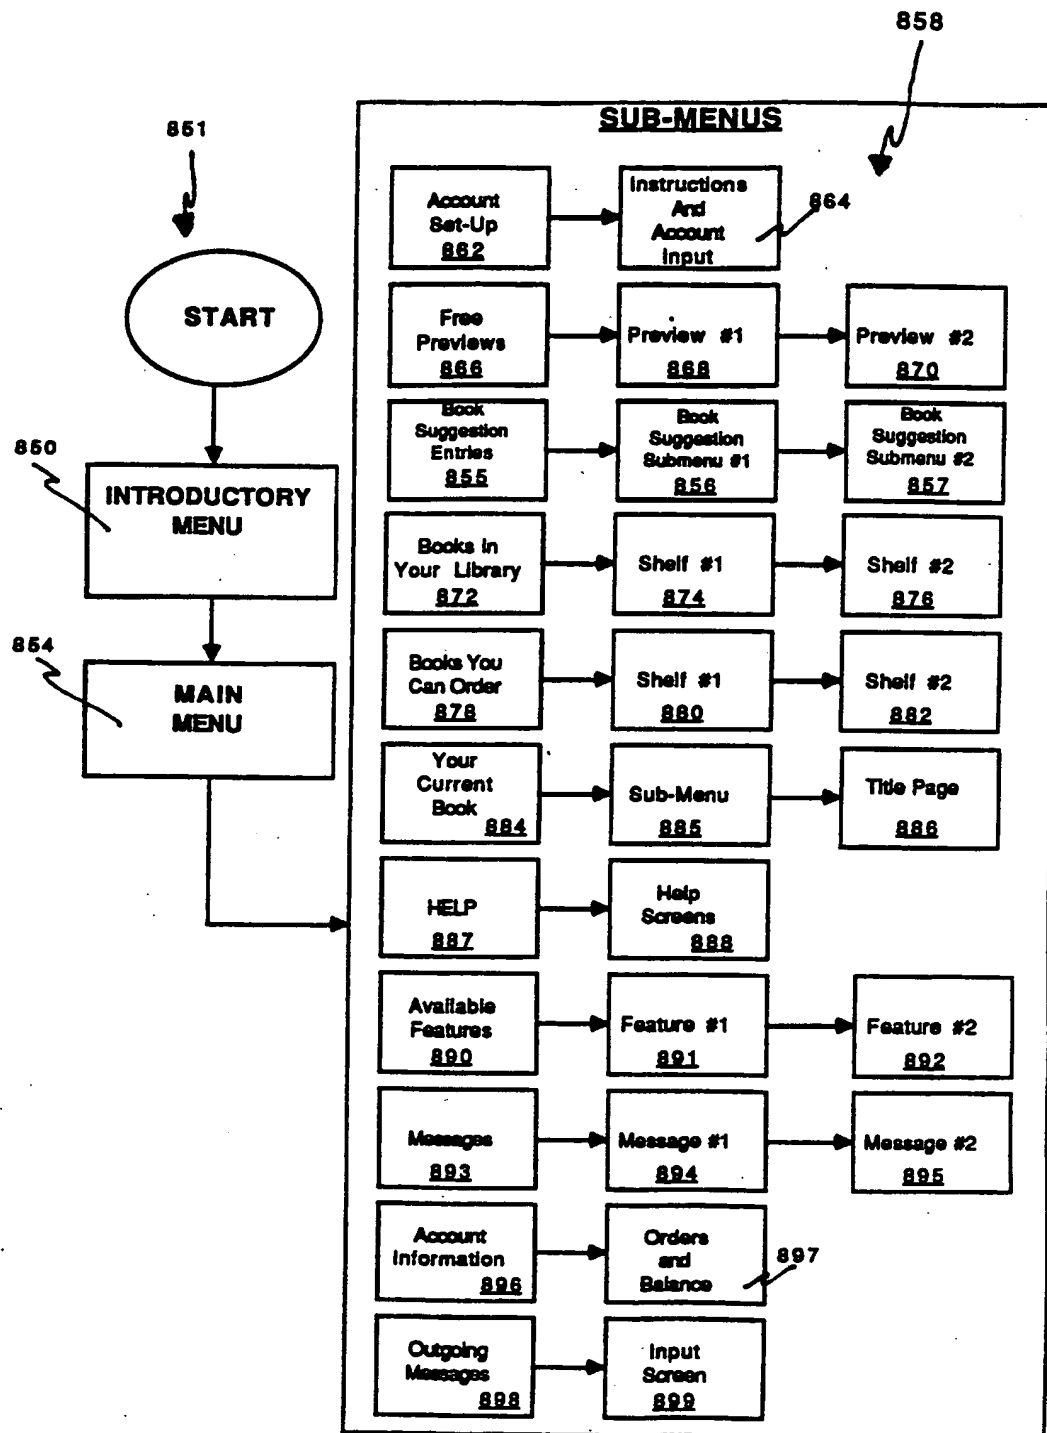 858
SUB-MENUS
851
START
850
INTRODUCTORY
MENU
854
MAIN
MENU
Account
Set-Up
862
Instructions
And
Account
Input
864
Free
Previews
866
Preview #1
868
Preview #2
870
Book
Suggestion
Entries
855
Book
Suggestion
Submenu #1
856
Book
Suggestion
Submenu #2
857
Books In
Your Library
872
Shelf #1
874
Shelf #2
876
Books You
Can Order
878
Shelf #1
880
Shelf #2
882
Your
Current
Book
884
Sub-Menu
885
Title Page
886
HELP
887
Help
Screens
888
Available
Features
890
Feature #1
891
Feature #2
892
Messages
893
Message #1
894
Message #2
895
Account
Information
896
Orders
and
Balance
897
Outgoing
Messages
898
Input
Screen
899